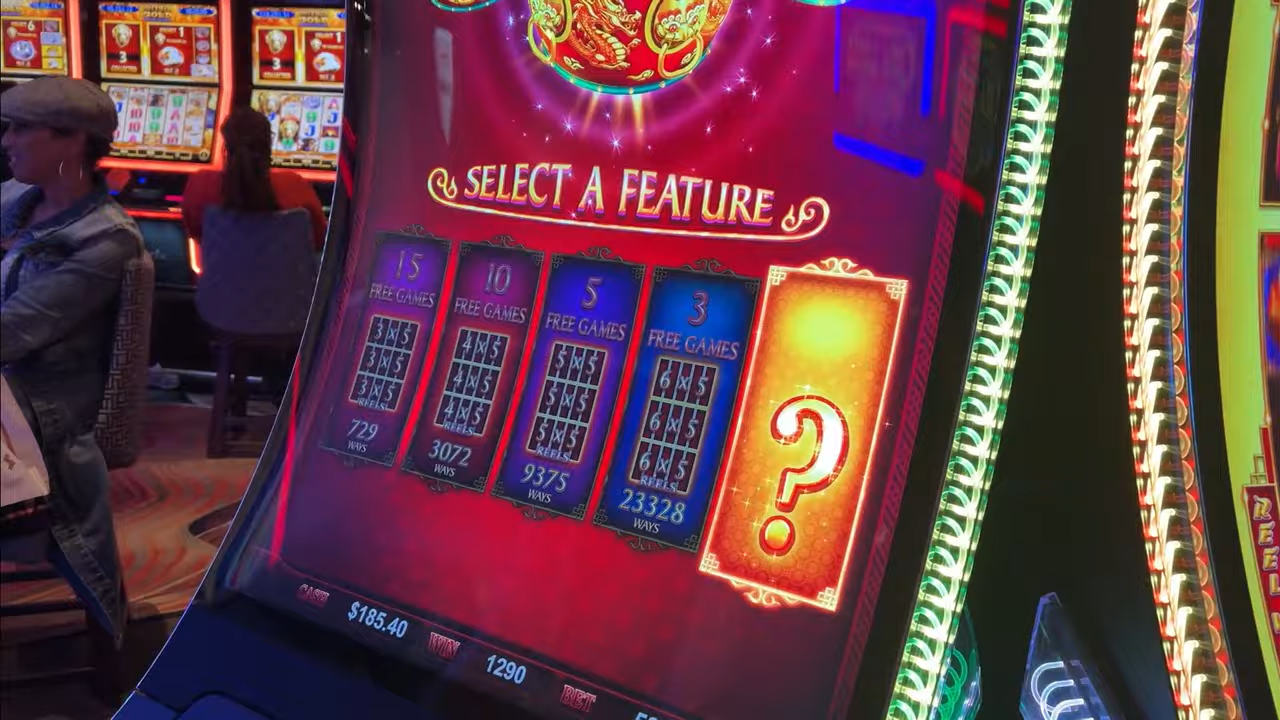 SELECT A FEATURE
15
FREE GAMES
3X5
3X5
3X5
REELS
729
WAYS
10
FREE GAMES
4X5
4X5
4X5
REELS
3072
WAYS
5
FREE GAMES
5X5
5X5
5X5
REELS
9375
WAYS
3
FREE GAMES
6X5
6X5
6X5
REELS
23328
WAYS
?
CASH
$185.40
WIN
1290
BET